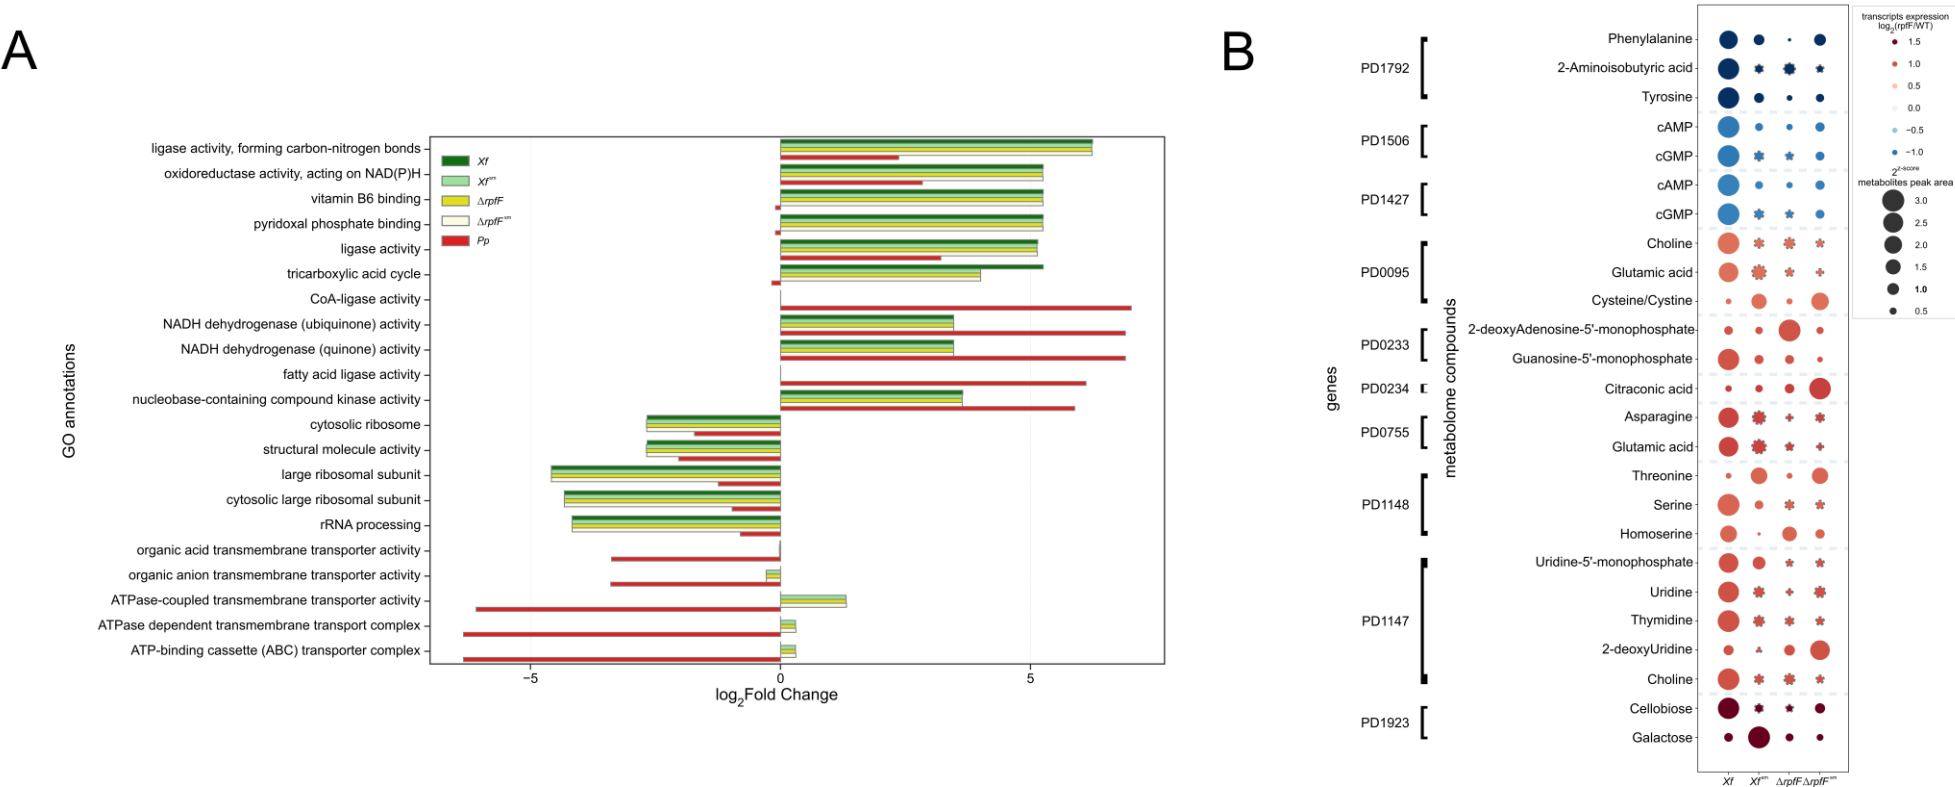 A
GO annotations
ligase activity, forming carbon-nitrogen bonds
oxidoreductase activity, acting on NAD(P)H
vitamin B6 binding
pyridoxal phosphate binding
ligase activity
tricarboxylic acid cycle
CoA-ligase activity
NADH dehydrogenase (ubiquinone) activity
NADH dehydrogenase (quinone) activity
fatty acid ligase activity
nucleobase-containing compound kinase activity
cytosolic ribosome
structural molecule activity
large ribosomal subunit
cytosolic large ribosomal subunit
rRNA processing
organic acid transmembrane transporter activity
organic anion transmembrane transporter activity
ATPase-coupled transmembrane transporter activity
ATPase dependent transmembrane transport complex
ATP-binding cassette (ABC) transporter complex
Xf
Xfˢᵐ
ΔrpfF
ΔrpfFˢᵐ
Pp
−5 0 5
log₂Fold Change
B
genes
PD1792
PD1506
PD1427
PD0095
PD0233
PD0234
PD0755
PD1148
PD1147
PD1923
metabolome compounds
Phenylalanine
2-Aminoisobutyric acid
Tyrosine
cAMP
cGMP
cAMP
cGMP
Choline
Glutamic acid
Cysteine/Cystine
2-deoxyAdenosine-5'-monophosphate
Guanosine-5'-monophosphate
Citraconic acid
Asparagine
Glutamic acid
Threonine
Serine
Homoserine
Uridine-5'-monophosphate
Uridine
Thymidine
2-deoxyUridine
Choline
Cellobiose
Galactose
Xf Xfˢᵐ ΔrpfF ΔrpfFˢᵐ
transcripts expression
log₂(rpfF/WT)
1.5
1.0
0.5
0.0
−0.5
−1.0
2ᶻ⁻ˢᶜᵒʳᵉ
metabolites peak area
3.0
2.5
2.0
1.5
1.0
0.5